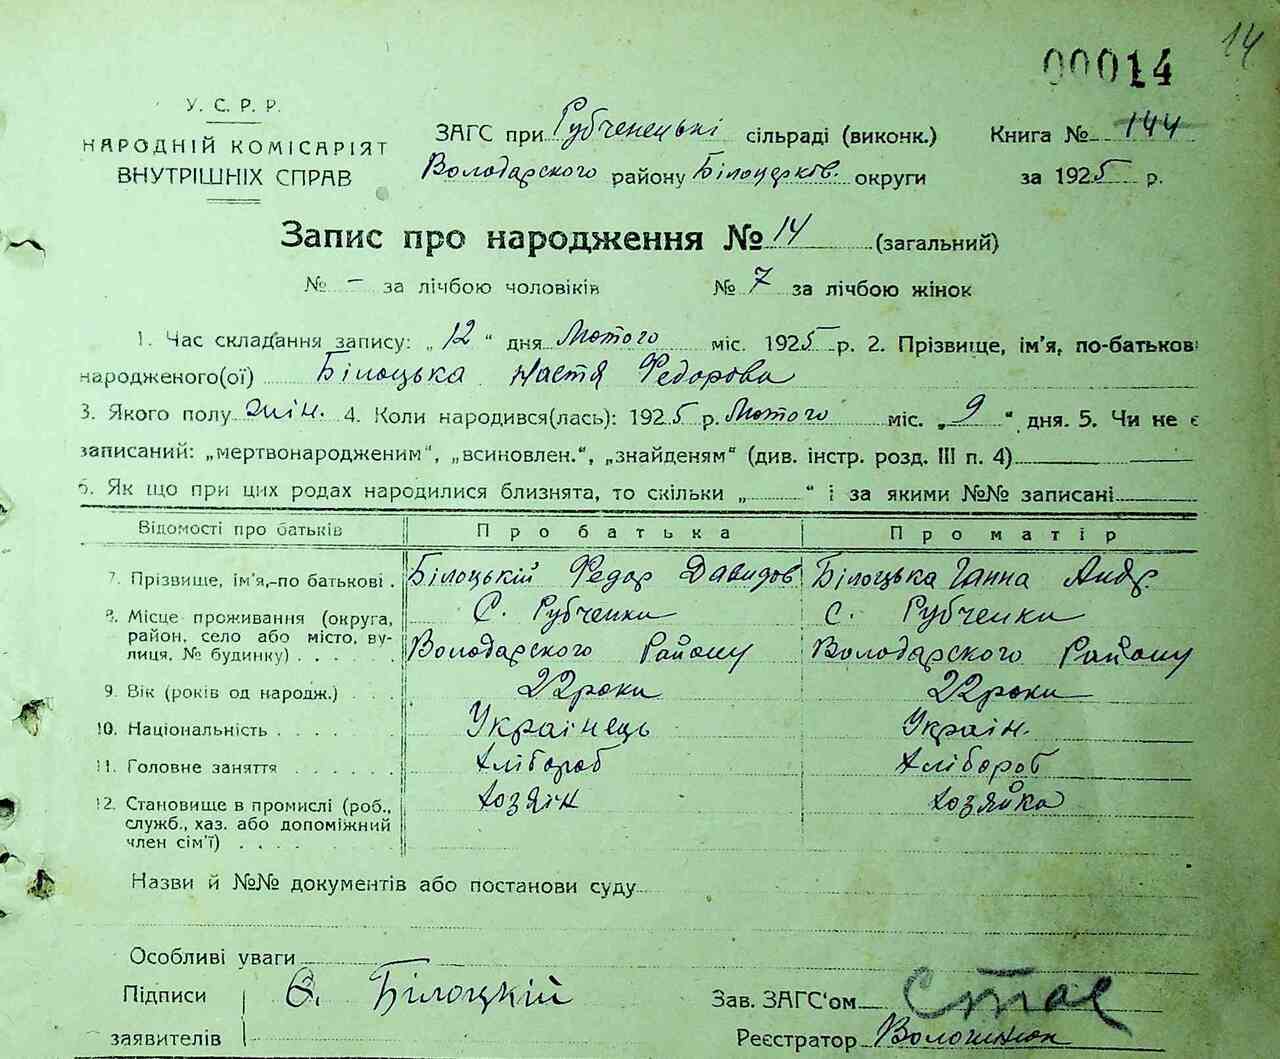 14
00014
У. С. Р. Р.
НАРОДНІЙ КОМІСАРІЯТ
ВНУТРІШНІХ СПРАВ
ЗАГС при Рубченецькі сільраді (виконк.) Книга № 144
Володарского району Білоцерков. округи за 1925 р.
Запис про народження № 14 (загальний)
№ - за лічбою чоловіків № 7 за лічбою жінок
1. Час складання запису: „ 12 " дня Лютого міс. 1925 р. 2. Прізвище, ім'я, по-батькові
народженого(ої) Білоцька Настя Федорова
3. Якого полу жін. 4. Коли народився(лась): 1925 р. Лютого міс. „ 9 " дня. 5. Чи не є
записаний: „мертвонародженим", „всиновлен.", „знайденям" (див. інстр. розд. III п. 4)
6. Як що при цих родах народилися близнята, то скільки „ " і за якими №№ записані
Відомості про батьків Про батька Про матір
7. Прізвище, ім'я,-по батькові . Білоцькій Федор Давидов Білоцька Ганна Андр.
8. Місце проживання (округа, С. Рубченки с. Рубченки
район, село або місто, ву-
лиця, № будинку) . . . . Володарского Району Володарского Району
9. Вік (років од народж.) . . . 22 роки 22 роки
10. Національність . . . . . Українець Україн.
11. Головне заняття . . . . . . Хлібороб Хлібороб
12. Становище в промислі (роб., Хозяін Хозяйка
служб., хаз. або допоміжний
член сім'ї) . . . .
Назви й №№ документів або постанови суду
Особливі уваги
Підписи Ѳ. Білоцкій Зав. ЗАГС'ом
заявителів Реєстратор